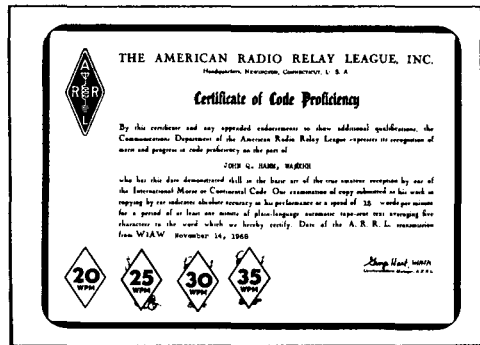 A
R R
L
THE AMERICAN RADIO RELAY LEAGUE, INC.
Headquarters, Newington, Connecticut, U. S. A
Certificate of Code Proficiency
By this certificate and any appended endorsements to show additional qualifications, the
Communications Department of the American Radio Relay League expresses its recognition of
merit and progress in code proficiency on the part of
JOHN Q. HAMM,
who has this date demonstrated skill in the basic art of the true amateur reception by ear of
the International Morse or Continental Code Our examination of copy submitted as his work in
copying by ear indicates absolute accuracy in his performance at a speed of 15 words per minute
for a period of at least one minute of plain-language automatic tape-sent text averaging five
characters to the word which we hereby certify. Date of the A. R. R. L. transmission
from W1AW November 14, 1968
20 WPM
25 WPM
30 WPM
35 WPM
George Hart, W1NJM
Communications Manager, A.R.R.L.